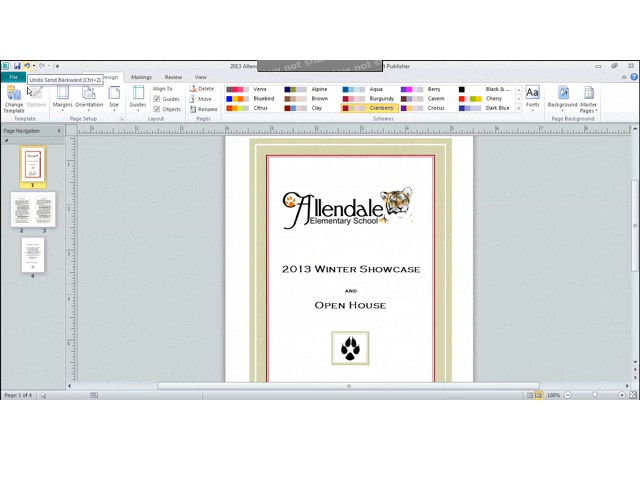 2013 Allen
Publisher
Undo Send Backward (Ctrl+Z)
File
Design
Mailings
Review
View
Change Template
Options
Margins
Orientation
Size
Guides
Align To
Guides
Objects
Delete
Move
Rename
Verve
Alpine
Aqua
Berry
Black & ...
Bluebird
Brown
Burgundy
Cavern
Cherry
Citrus
Clay
Cranberry
Crocus
Dark Blue
Fonts
Background
Master Pages
Template
Page Setup
Layout
Pages
Schemes
Page Background
Page Navigation
1
2 3
4
Allendale
Elementary School
2013 Winter Showcase
and
Open House
Page: 1 of 4
100%